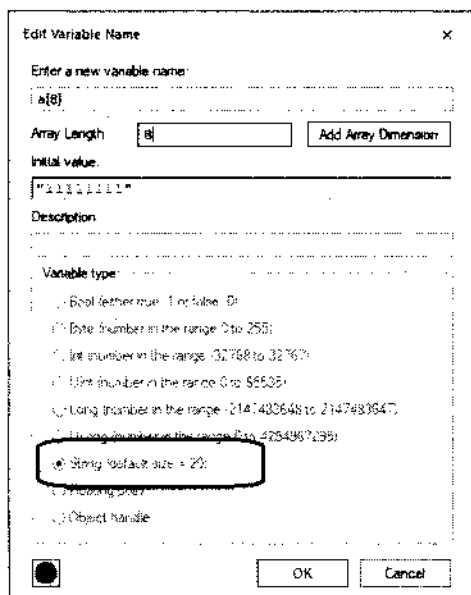 Edit Variable Name
Enter a new variable name:
a[8]
Array Length 8 Add Array Dimension
Initial value:
Description
Variable type:
Bool (either true -1 or false -0)
Byte (number in the range 0 to 255)
Int (number in the range -32768 to 32767)
Uint (number in the range 0 to 65535)
Long (number in the range -2147483648 to 2147483647)
String (default size = 20)
Floating point
Object handle
OK Cancel